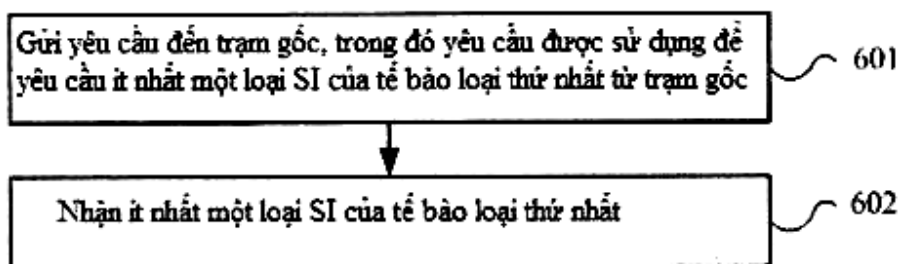 Gửi yêu cầu đến trạm gốc, trong đó yêu cầu được sử dụng để
yêu cầu ít nhất một loại SI của tế bào loại thứ nhất từ trạm gốc
601
Nhận ít nhất một loại SI của tế bào loại thứ nhất
602